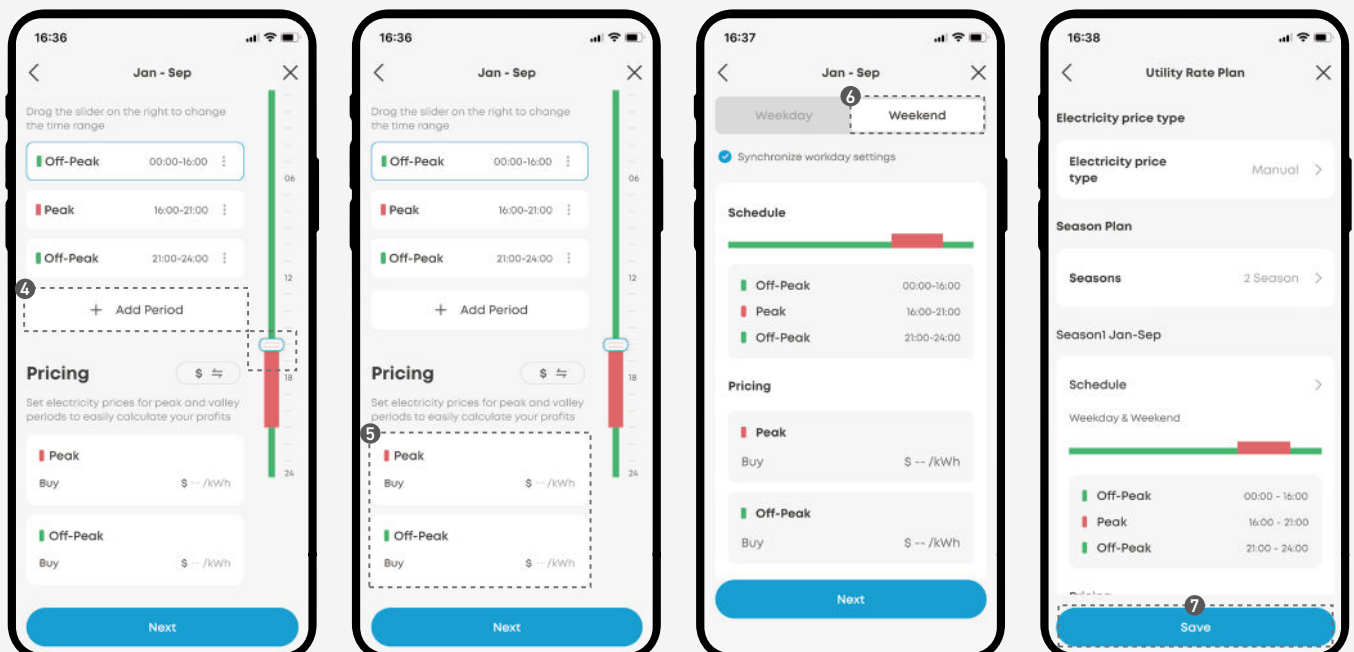 16:36
Jan - Sep
Drag the slider on the right to change
the time range
Off-Peak 00:00-16:00
06
Peak 16:00-21:00
Off-Peak 21:00-24:00
12
4
+ Add Period
Pricing $
18
Set electricity prices for peak and valley
periods to easily calculate your profits
Peak
Buy $ -- /kWh
24
Off-Peak
Buy $ -- /kWh
Next
16:36
Jan - Sep
Drag the slider on the right to change
the time range
Off-Peak 00:00-16:00
06
Peak 16:00-21:00
Off-Peak 21:00-24:00
12
+ Add Period
Pricing $
18
Set electricity prices for peak and valley
periods to easily calculate your profits
5
Peak
Buy $ -- /kWh
24
Off-Peak
Buy $ -- /kWh
Next
16:37
Jan - Sep
6
Weekday Weekend
Synchronize workday settings
Schedule
Off-Peak 00:00-16:00
Peak 16:00-21:00
Off-Peak 21:00-24:00
Pricing
Peak
Buy $ -- /kWh
Off-Peak
Buy $ -- /kWh
Next
16:38
Utility Rate Plan
Electricity price type
Electricity price
type Manual
Season Plan
Seasons 2 Season
Season1 Jan-Sep
Schedule
Weekday & Weekend
Off-Peak 00:00 - 16:00
Peak 16:00 - 21:00
Off-Peak 21:00 - 24:00
7
Save